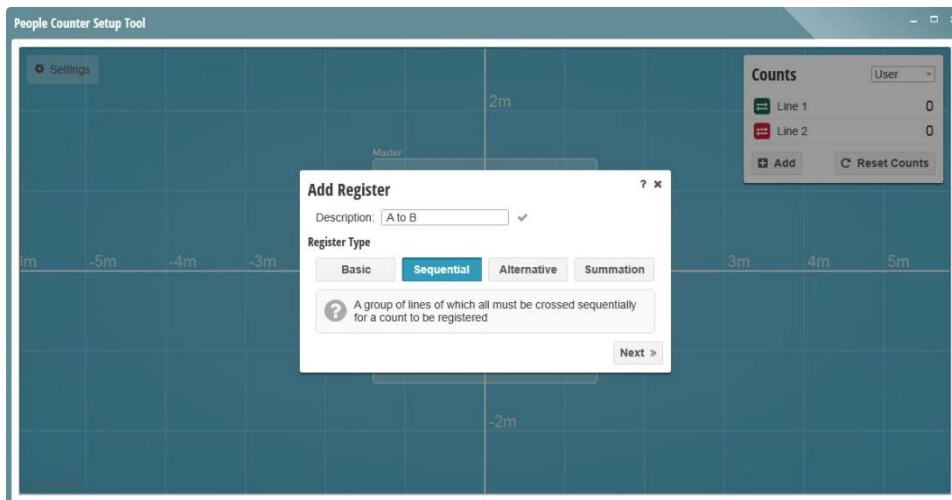 People Counter Setup Tool
Settings
Counts
User
Line 1 0
Line 2 0
Add Reset Counts
2m
Master
Add Register
? ×
Description: A to B
Register Type
Basic Sequential Alternative Summation
? A group of lines of which all must be crossed sequentially
for a count to be registered
Next »
-5m -4m -3m 3m 4m 5m
-2m